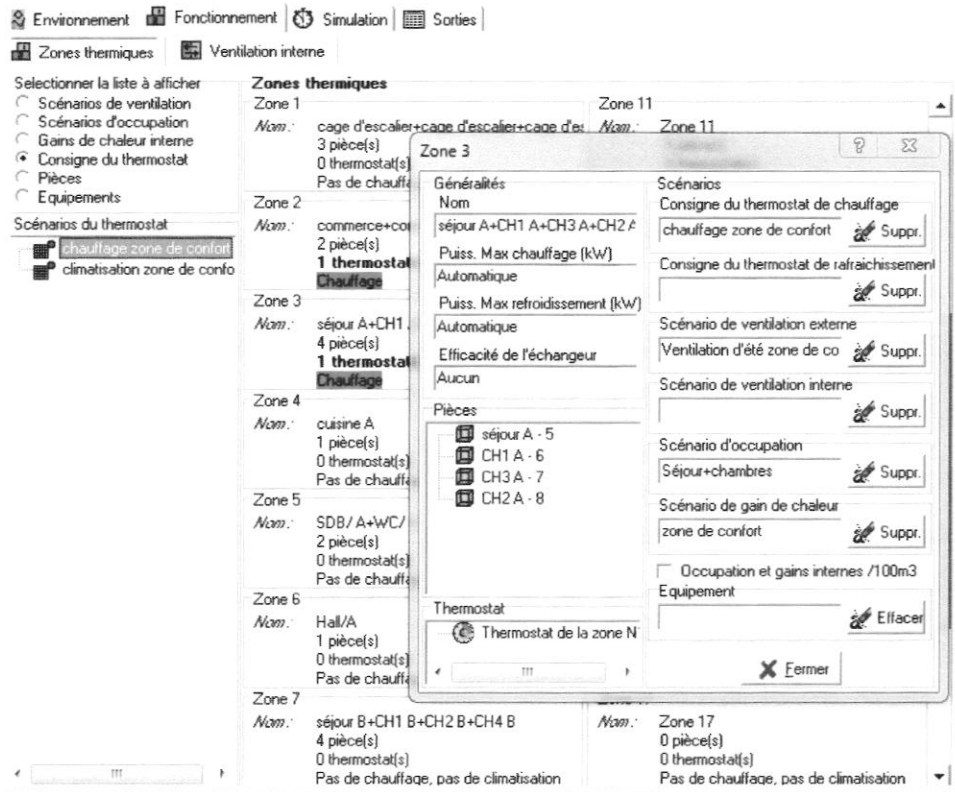 Environnement Fonctionnement Simulation Sorties
Zones thermiques Ventilation interne
Selectionner la liste à afficher
Scénarios de ventilation
Scénarios d'occupation
Gains de chaleur interne
Consigne du thermostat
Pièces
Equipements
Scénarios du thermostat
chauffage zone de confort
climatisation zone de confo
Zones thermiques
Zone 1
Nom : cage d'escalier+cage d'escalier+cage d'es
3 pièce(s)
0 thermostat(s)
Pas de chauffa
Zone 2
Nom : commerce+co
2 pièce(s)
1 thermostat
Chauffage
Zone 3
Nom : séjour A+CH1
4 pièce(s)
1 thermostat
Chauffage
Zone 4
Nom : cuisine A
1 pièce(s)
0 thermostat(s)
Pas de chauffa
Zone 5
Nom : SDB/ A+WC/
2 pièce(s)
0 thermostat(s)
Pas de chauffa
Zone 6
Nom : Hall/A
1 pièce(s)
0 thermostat(s)
Pas de chauffa
Zone 7
Nom : séjour B+CH1 B+CH2 B+CH4 B
4 pièce(s)
0 thermostat(s)
Pas de chauffage, pas de climatisation
Zone 11
Nom : Zone 11
Zone 3
Généralités
Nom
séjour A+CH1 A+CH3 A+CH2 A
Puiss. Max chauffage (kW)
Automatique
Puiss. Max refroidissement (kW)
Automatique
Efficacité de l'échangeur
Aucun
Pièces
séjour A - 5
CH1 A - 6
CH3 A - 7
CH2 A - 8
Thermostat
Thermostat de la zone N°
Scénarios
Consigne du thermostat de chauffage
chauffage zone de confort Suppr.
Consigne du thermostat de rafraichissement
Suppr.
Scénario de ventilation externe
Ventilation d'été zone de co Suppr.
Scénario de ventilation interne
Suppr.
Scénario d'occupation
Séjour+chambres Suppr.
Scénario de gain de chaleur
zone de confort Suppr.
Occupation et gains internes /100m3
Equipement
Effacer
Fermer
Nom : Zone 17
0 pièce(s)
0 thermostat(s)
Pas de chauffage, pas de climatisation